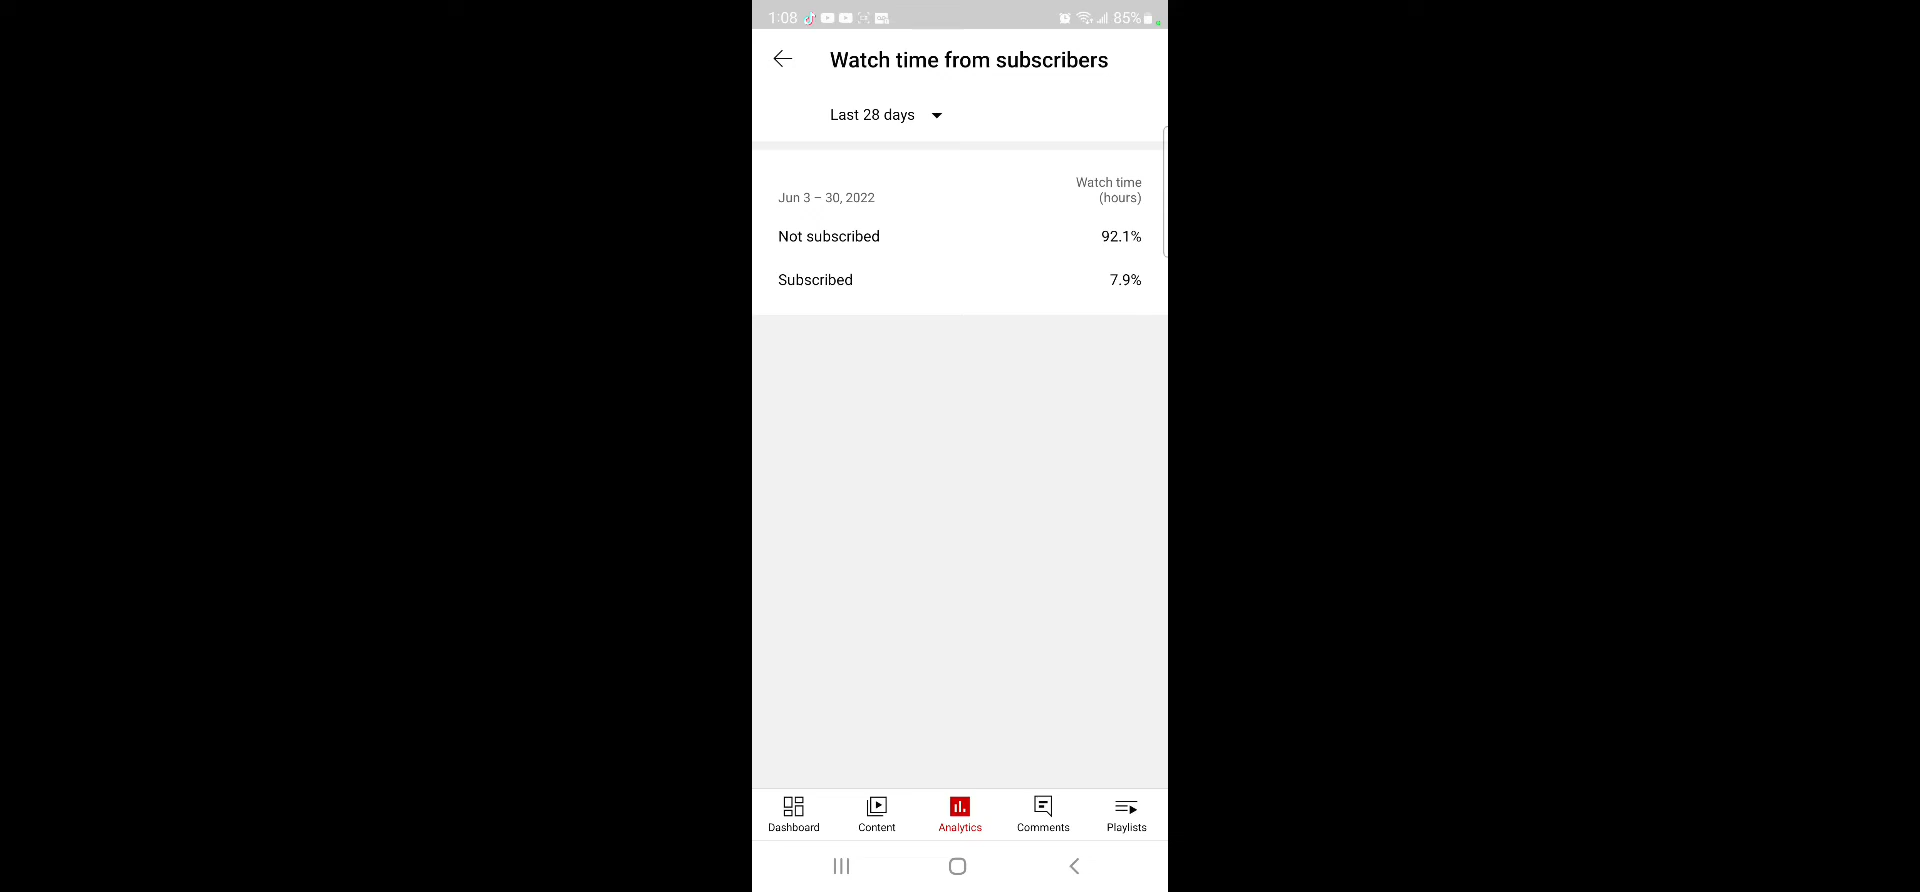 1:08 85%
Watch time from subscribers
Last 28 days
Watch time
Jun 3 – 30, 2022 (hours)
Not subscribed 92.1%
Subscribed 7.9%
Dashboard Content Analytics Comments Playlists